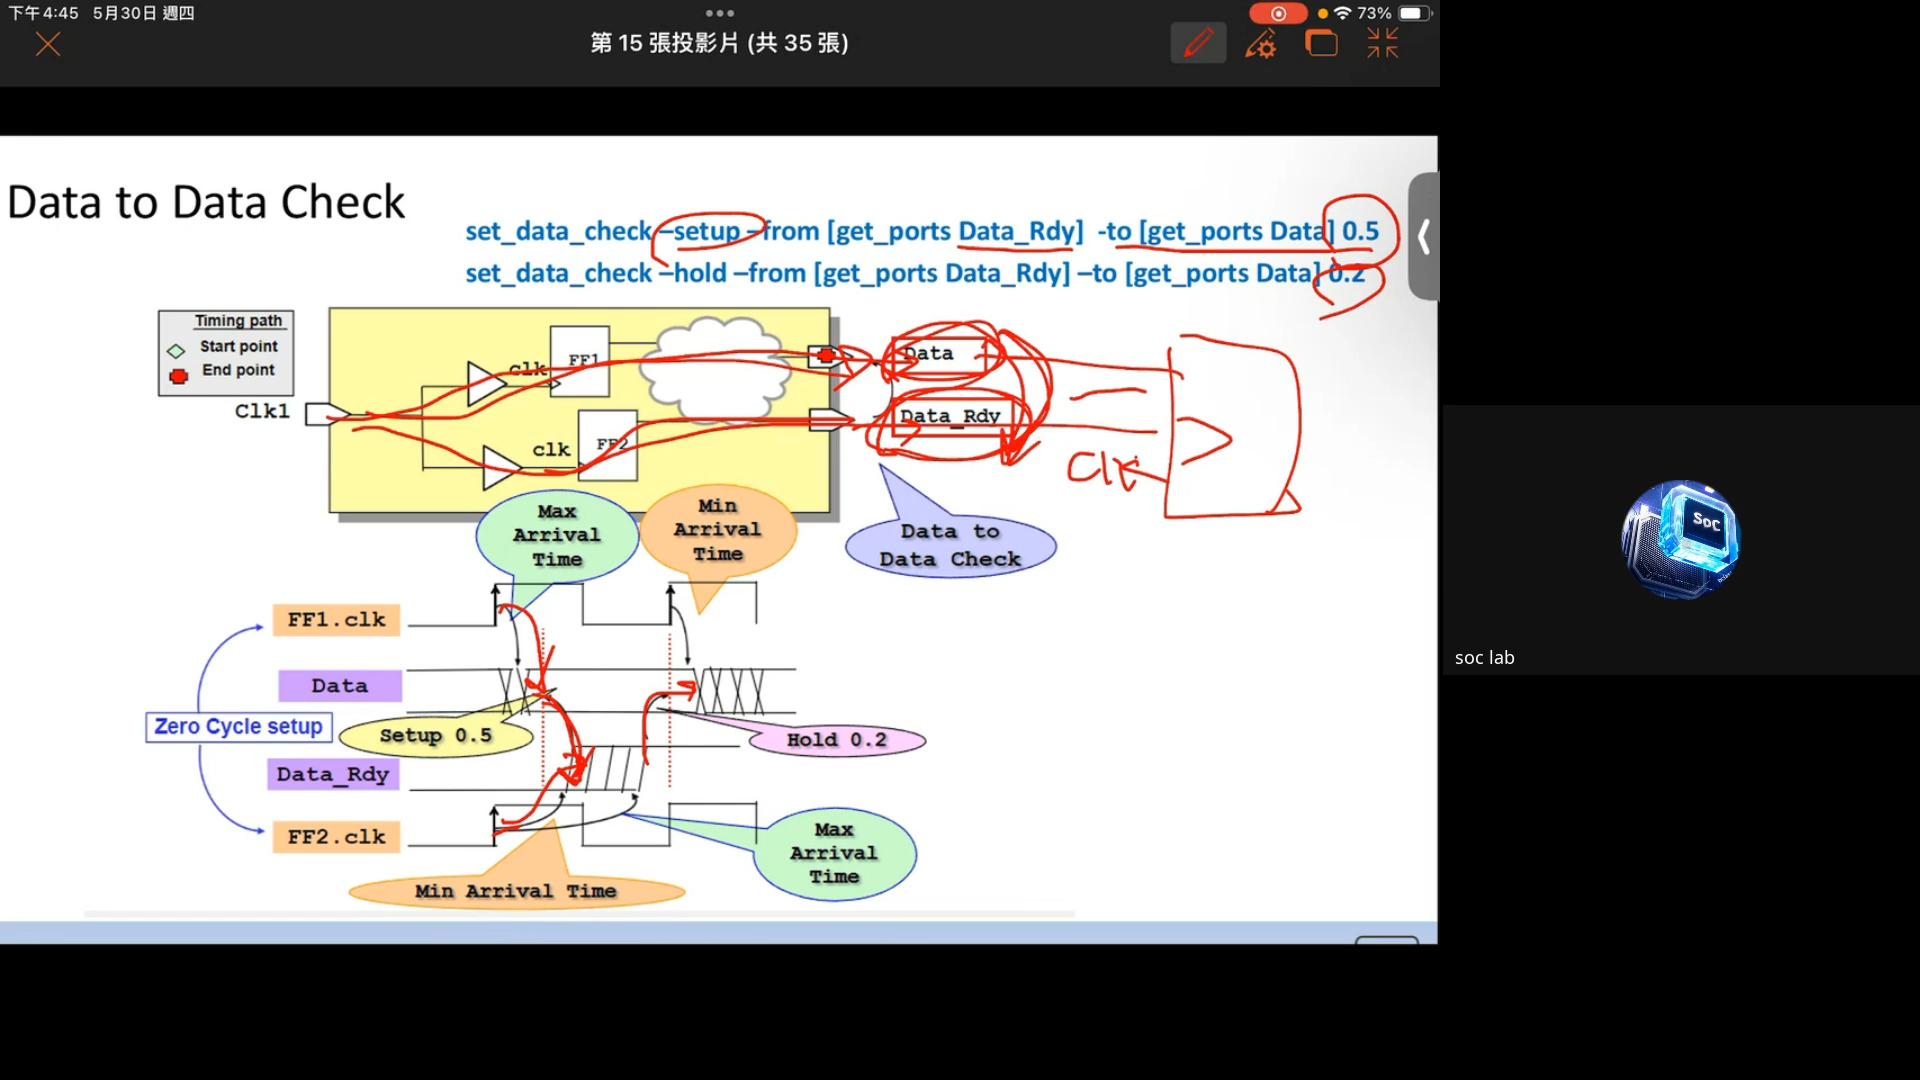 下午4:45 5月30日 週四
73%
第 15 張投影片 (共 35 張)
Data to Data Check
set_data_check –setup –from [get_ports Data_Rdy] -to [get_ports Data] 0.5
set_data_check –hold –from [get_ports Data_Rdy] –to [get_ports Data] 0.2
Timing path
Start point
End point
Clk1
clk
FF1
clk
FF2
Data
Data_Rdy
Clk
Data to
Data Check
Max
Arrival
Time
Min
Arrival
Time
FF1.clk
Data
Zero Cycle setup
Setup 0.5
Hold 0.2
Data_Rdy
FF2.clk
Min Arrival Time
Max
Arrival
Time
SoC
soc lab